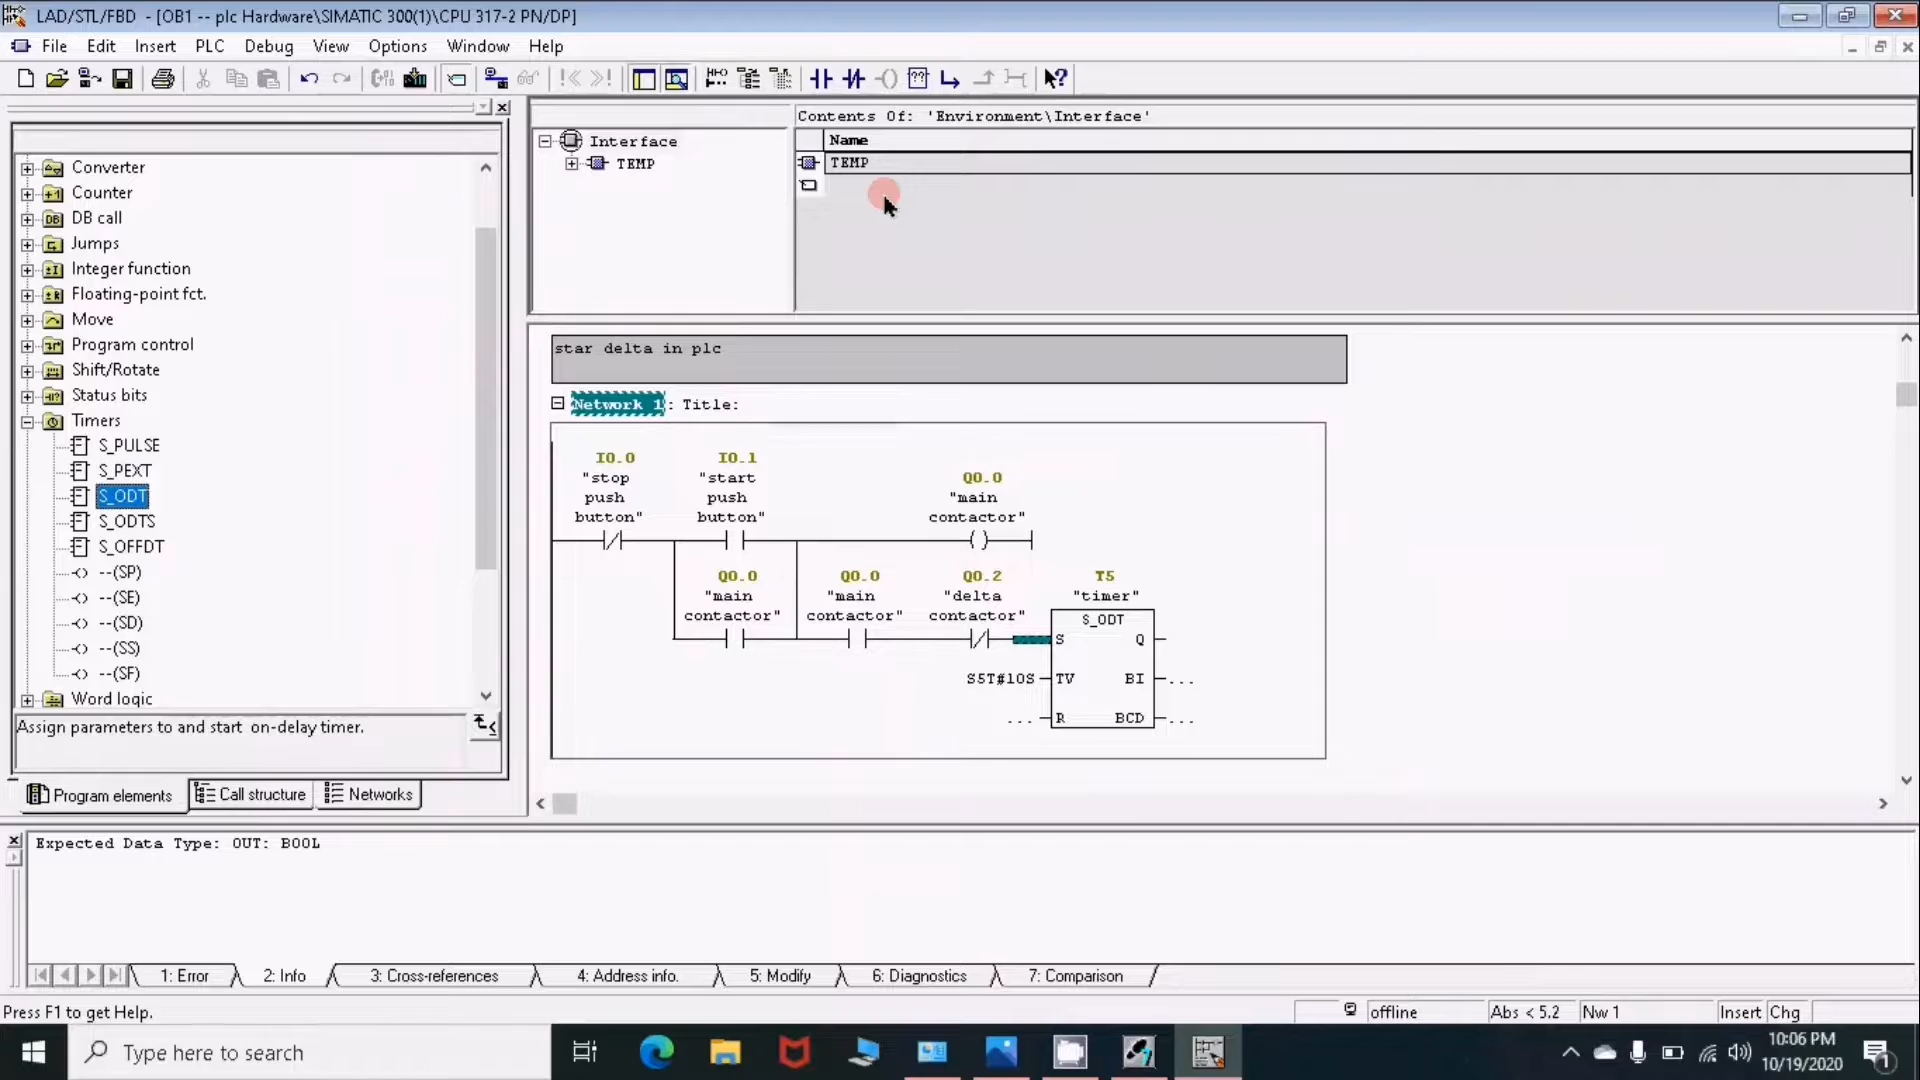 LAD/STL/FBD - [OB1 -- plc Hardware\SIMATIC 300(1)\CPU 317-2 PN/DP]
File Edit Insert PLC Debug View Options Window Help
Contents Of: 'Environment\Interface'
Interface
TEMP
Name
TEMP
Converter
Counter
DB call
Jumps
Integer function
Floating-point fct.
Move
Program control
Shift/Rotate
Status bits
Timers
S_PULSE
S_PEXT
S_ODT
S_ODTS
S_OFFDT
--(SP)
--(SE)
--(SD)
--(SS)
--(SF)
Word logic
Assign parameters to and start on-delay timer.
Program elements Call structure Networks
star delta in plc
Network 1: Title:
I0.0
"stop
push
button"
I0.1
"start
push
button"
Q0.0
"main
contactor"
Q0.0
"main
contactor"
Q0.0
"main
contactor"
Q0.2
"delta
contactor"
T5
"timer"
S_ODT
S Q
S5T#10S TV BI ...
... R BCD ...
Expected Data Type: OUT: BOOL
1: Error 2: Info 3: Cross-references 4: Address info. 5: Modify 6: Diagnostics 7: Comparison
Press F1 to get Help.
offline Abs < 5.2 Nw 1 Insert Chg
Type here to search
10:06 PM
10/19/2020
1